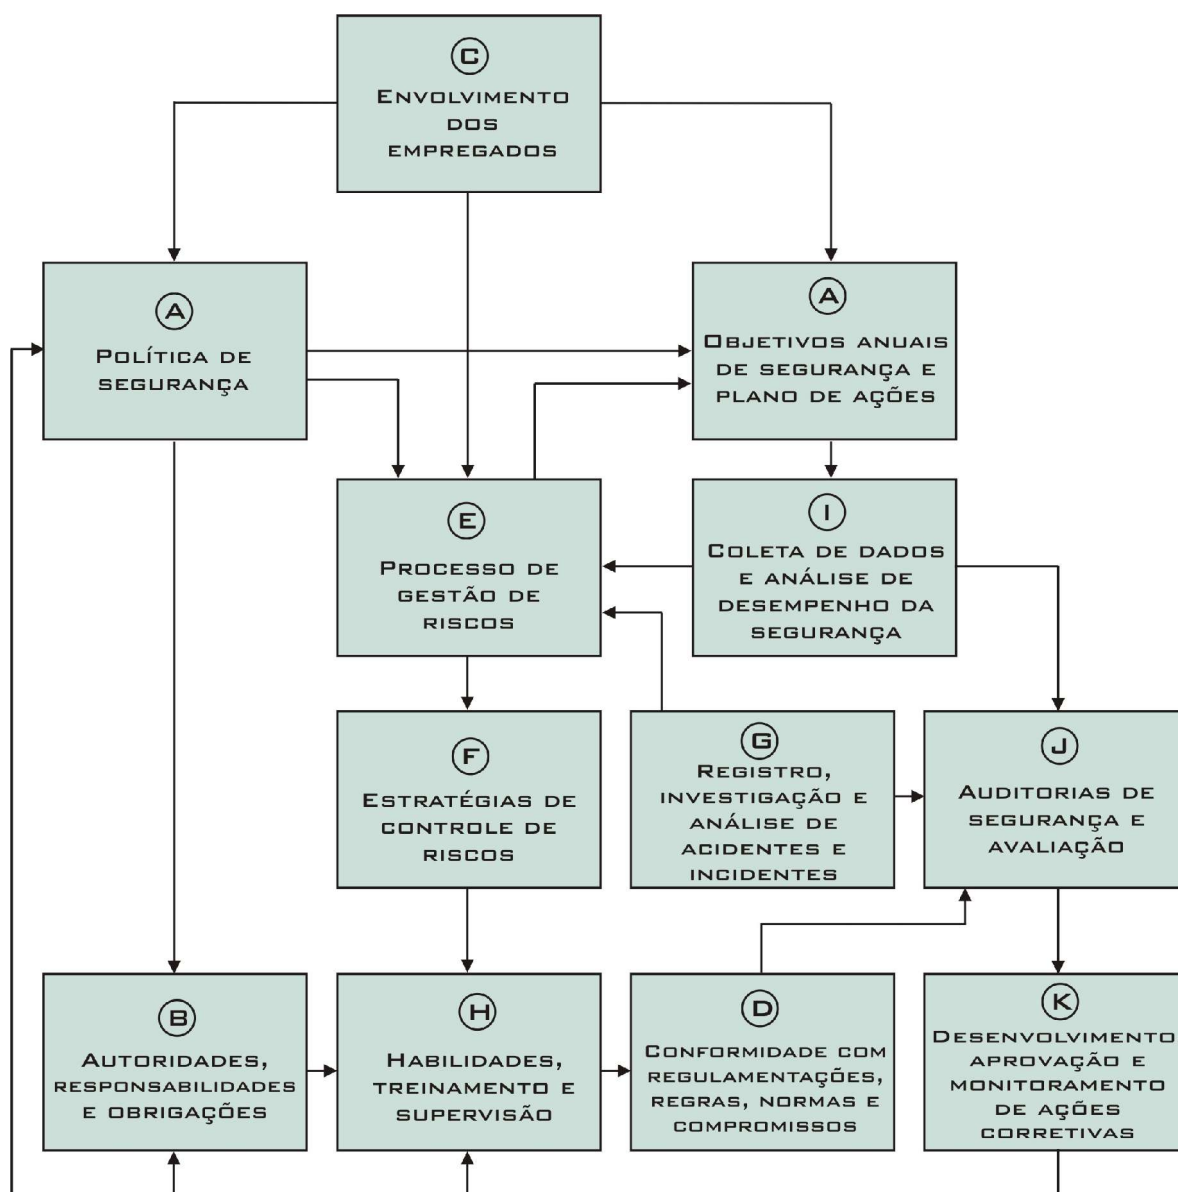 C
ENVOLVIMENTO
DOS
EMPREGADOS
A
POLÍTICA DE
SEGURANÇA
A
OBJETIVOS ANUAIS
DE SEGURANÇA E
PLANO DE AÇÕES
E
PROCESSO DE
GESTÃO DE
RISCOS
I
COLETA DE DADOS
E ANÁLISE DE
DESEMPENHO DA
SEGURANÇA
F
ESTRATÉGIAS DE
CONTROLE DE
RISCOS
G
REGISTRO,
INVESTIGAÇÃO E
ANÁLISE DE
ACIDENTES E
INCIDENTES
J
AUDITORIAS DE
SEGURANÇA E
AVALIAÇÃO
B
AUTORIDADES,
RESPONSABILIDADES
E OBRIGAÇÕES
H
HABILIDADES,
TREINAMENTO E
SUPERVISÃO
D
CONFORMIDADE COM
REGULAMENTAÇÕES,
REGRAS, NORMAS E
COMPROMISSOS
K
DESENVOLVIMENTO
APROVAÇÃO E
MONITORAMENTO
DE AÇÕES
CORRETIVAS